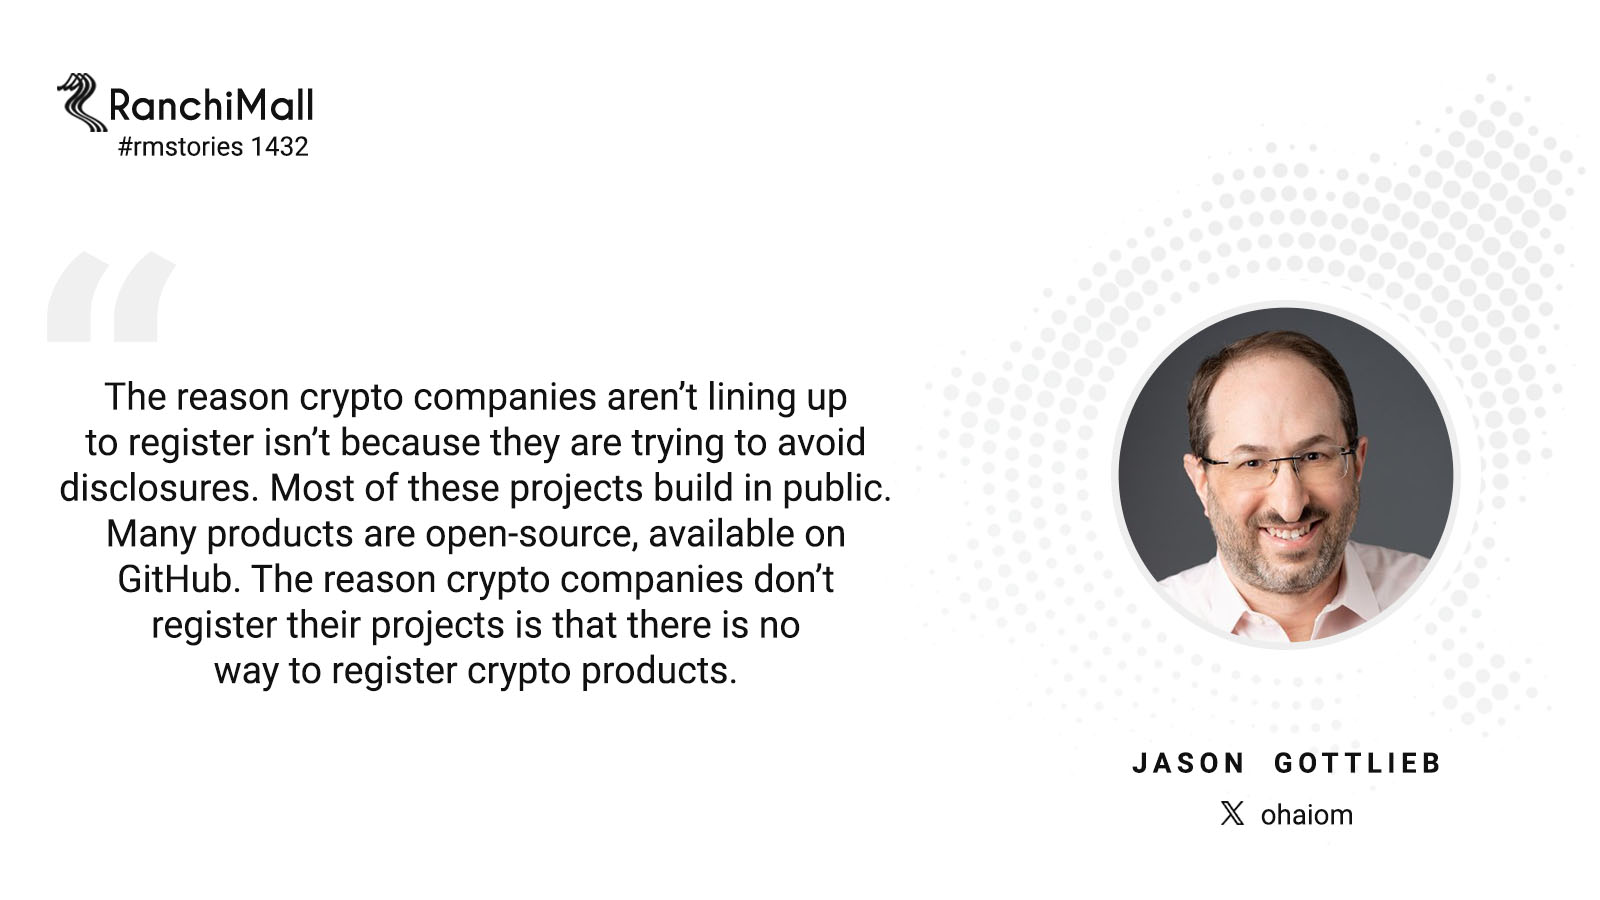 RanchiMall
#rmstories 1432
“
The reason crypto companies aren’t lining up
to register isn’t because they are trying to avoid
disclosures. Most of these projects build in public.
Many products are open-source, available on
GitHub. The reason crypto companies don’t
register their projects is that there is no
way to register crypto products.
JASON GOTTLIEB
X ohaiom